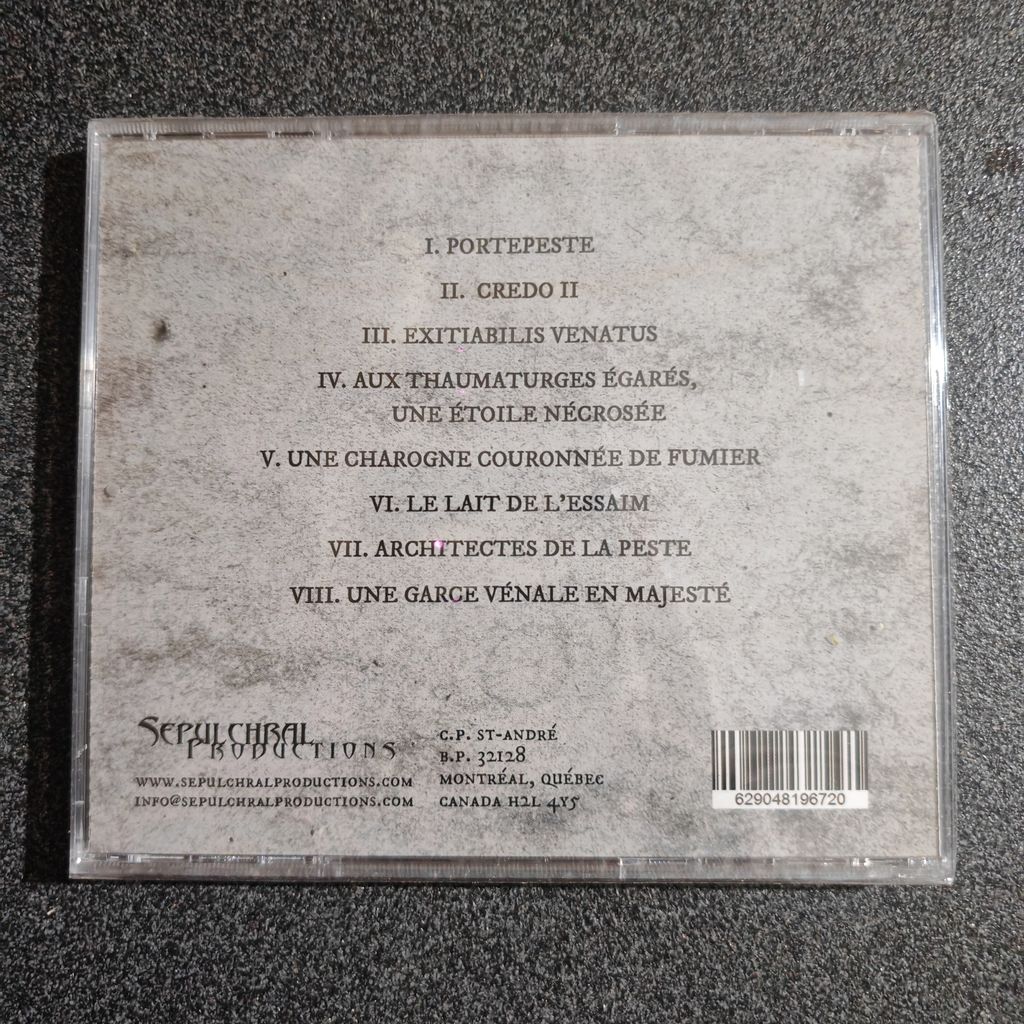 I. PORTEPESTE
II. CREDO II
III. EXITIABILIS VENATUS
IV. AUX THAUMATURGES ÉGARÉS,
UNE ÉTOILE NÉCROSÉE
V. UNE CHAROGNE COURONNÉE DE FUMIER
VI. LE LAIT DE L'ESSAIM
VII. ARCHITECTES DE LA PESTE
VIII. UNE GARCE VÉNALE EN MAJESTÉ
SEPULCHRAL
PRODUCTIONS
WWW.SEPULCHRALPRODUCTIONS.COM
INFO@SEPULCHRALPRODUCTIONS.COM
C.P. ST-ANDRÉ
B.P. 32128
MONTRÉAL, QUÉBEC
CANADA H2L 4Y5
629048196720